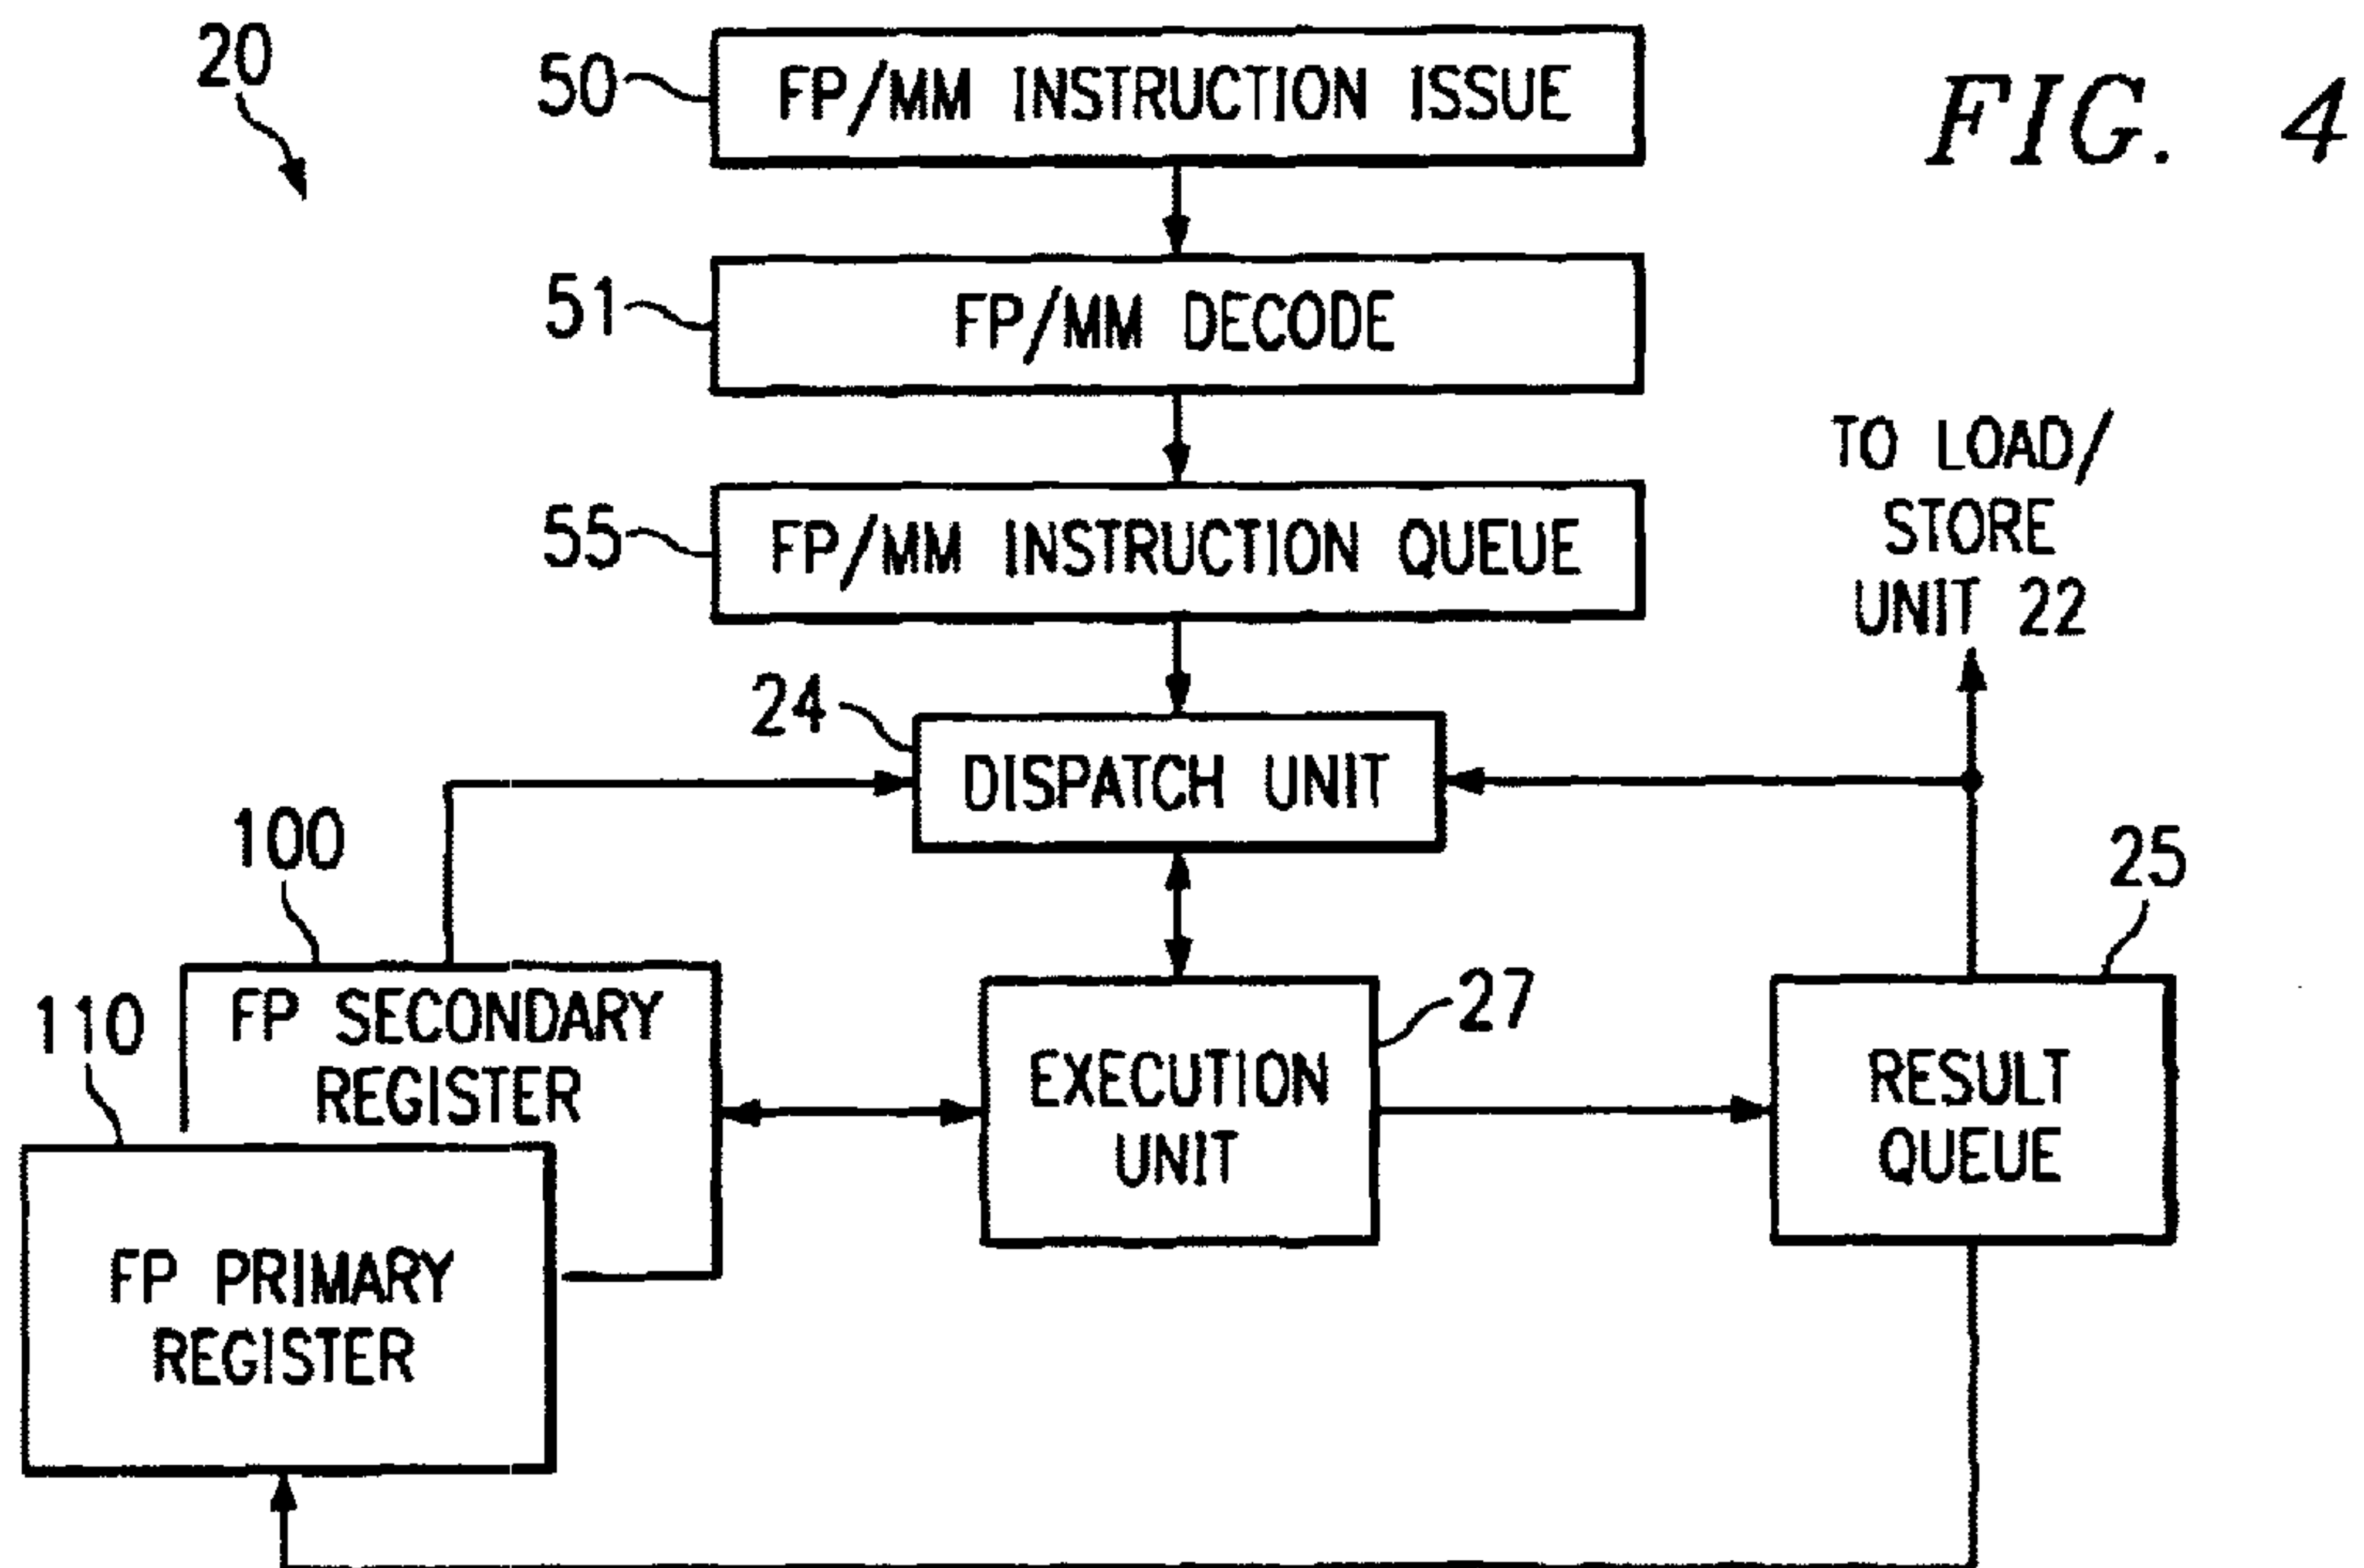 20
50
FP/MM INSTRUCTION ISSUE
FIG. 4
51
FP/MM DECODE
55
FP/MM INSTRUCTION QUEUE
TO LOAD/
STORE
UNIT 22
24
DISPATCH UNIT
100
25
FP SECONDARY
REGISTER
110
27
EXECUTION
UNIT
RESULT
QUEUE
FP PRIMARY
REGISTER